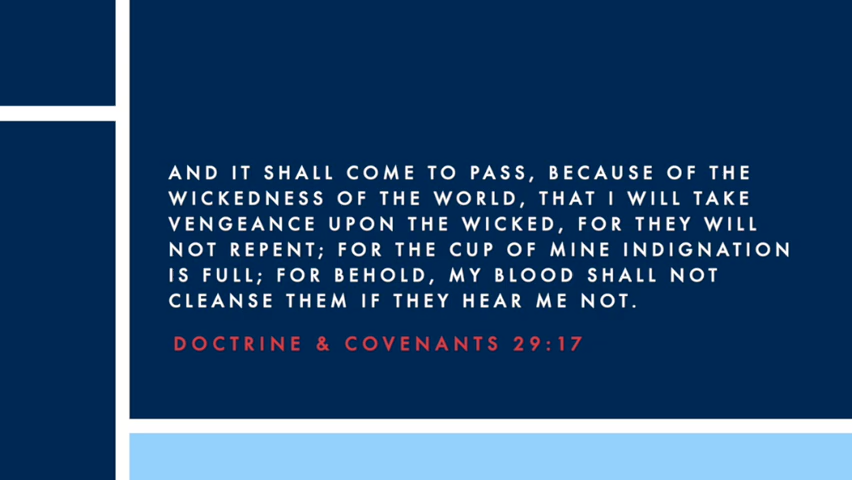 AND IT SHALL COME TO PASS, BECAUSE OF THE
WICKEDNESS OF THE WORLD, THAT I WILL TAKE
VENGEANCE UPON THE WICKED, FOR THEY WILL
NOT REPENT; FOR THE CUP OF MINE INDIGNATION
IS FULL; FOR BEHOLD, MY BLOOD SHALL NOT
CLEANSE THEM IF THEY HEAR ME NOT.
DOCTRINE & COVENANTS 29:17